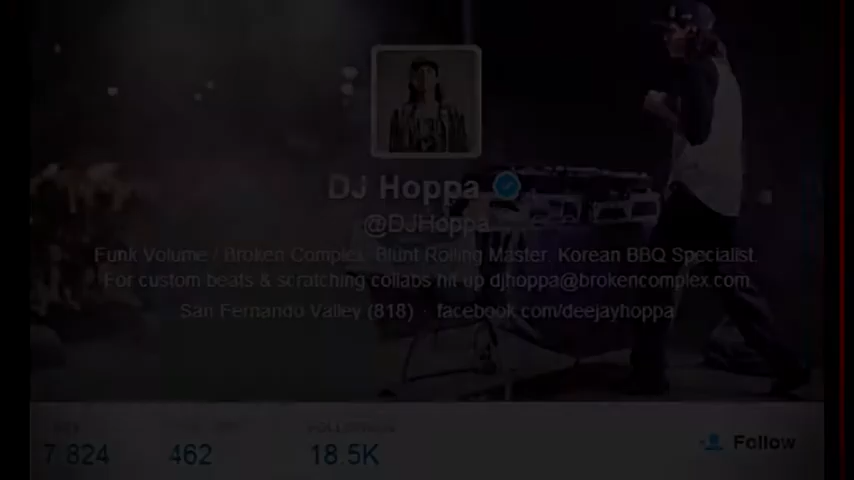 DJ Hoppa
@DJHoppa
Funk Volume / Broken Complex. Blunt Rolling Master. Korean BBQ Specialist.
For custom beats & scratching collabs hit up djhoppa@brokencomplex.com
San Fernando Valley (818) · facebook.com/deejayhoppa
FOLLOWERS
7,824 462 18.5K
Follow